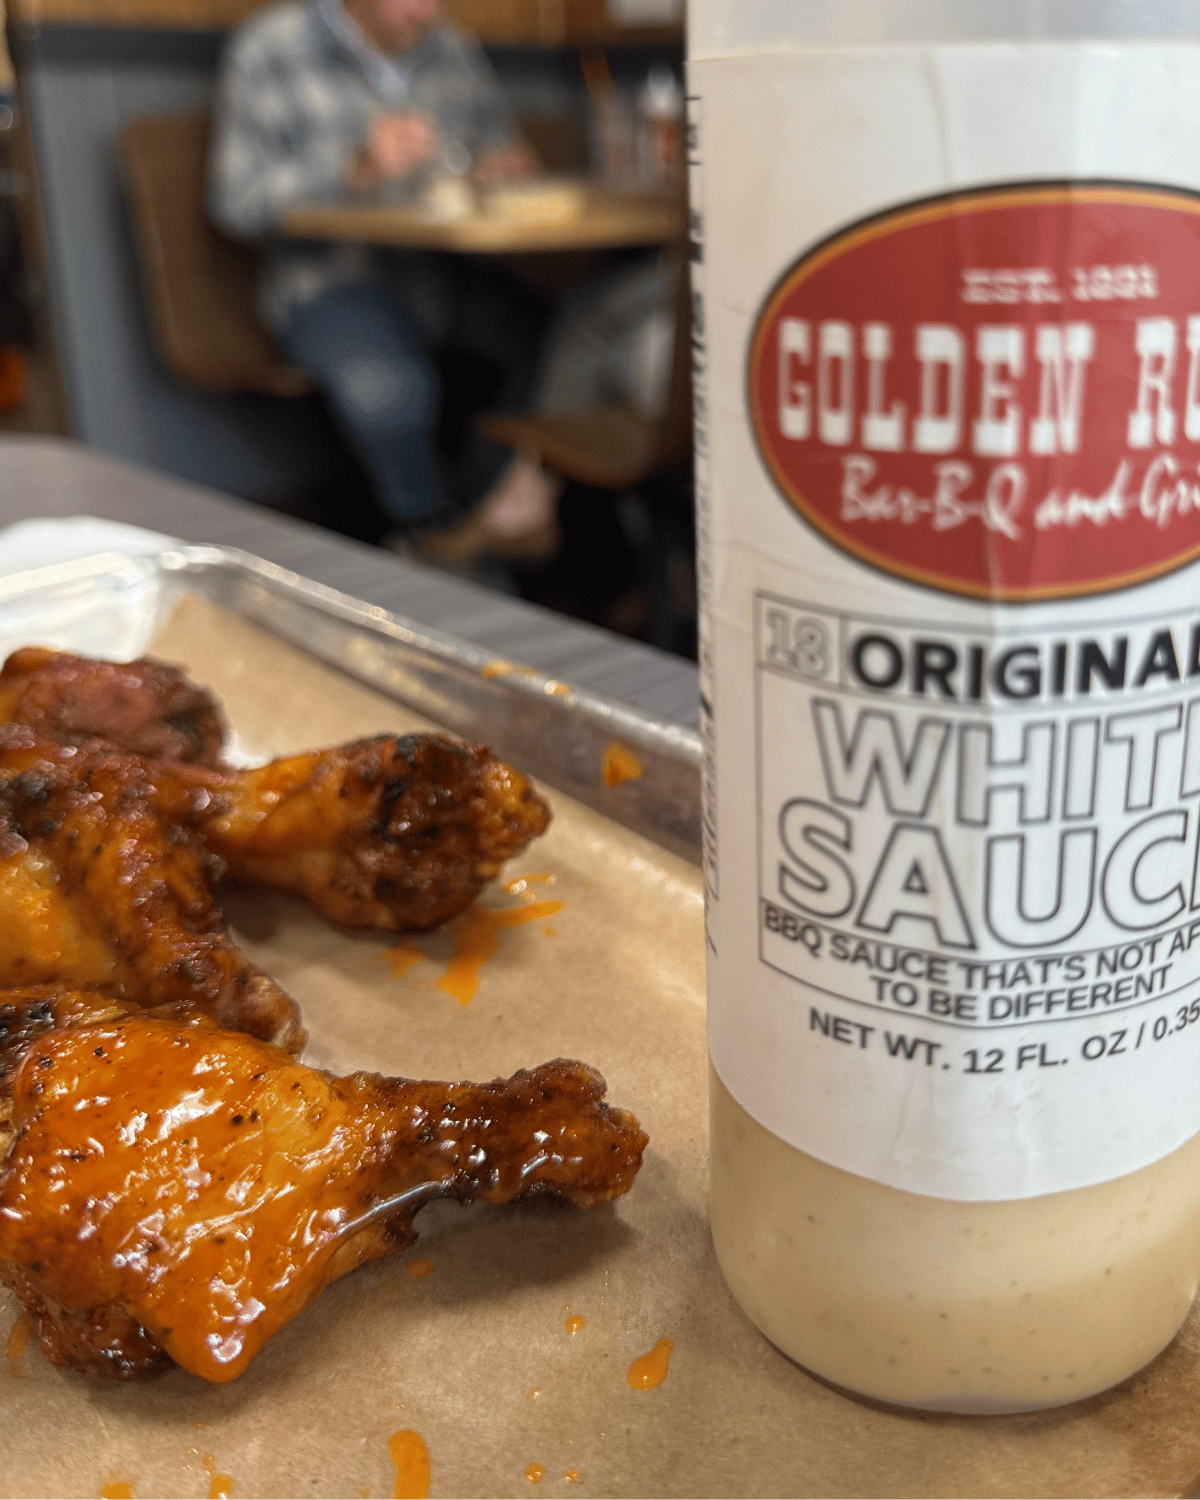 EST. 1891
GOLDEN RU
Bar-B-Q and Gri
18 ORIGINAL
WHITE
SAUC
BBQ SAUCE THAT'S NOT AF
TO BE DIFFERENT
NET WT. 12 FL. OZ / 0.35